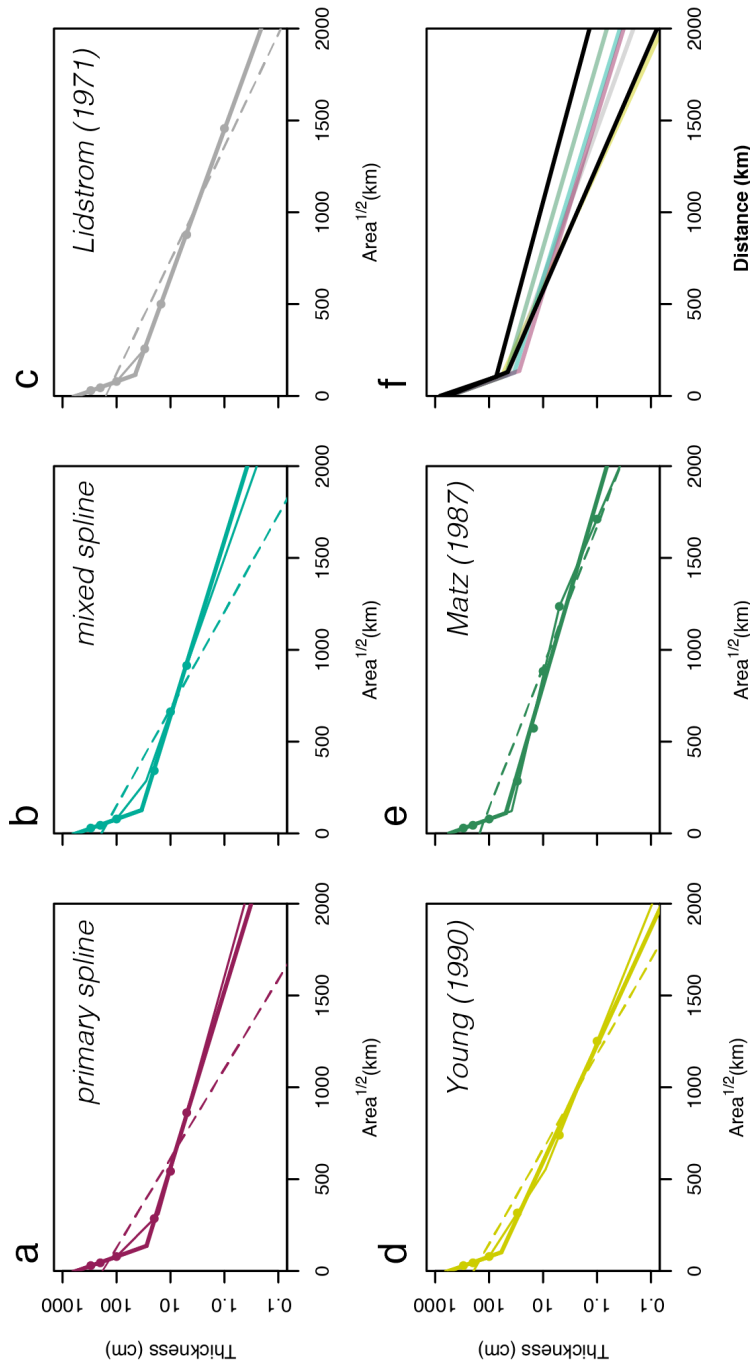 a
primary spline
1000
100
10
1.0
0.1
Thickness (cm)
0 500 1000 1500 2000
Area1/2(km)
b
mixed spline
0 500 1000 1500 2000
Area1/2(km)
c
Lidstrom (1971)
0 500 1000 1500 2000
Area1/2(km)
d
Young (1990)
1000
100
10
1.0
0.1
Thickness (cm)
0 500 1000 1500 2000
Area1/2(km)
e
Matz (1987)
0 500 1000 1500 2000
Area1/2(km)
f
0 500 1000 1500 2000
Distance (km)